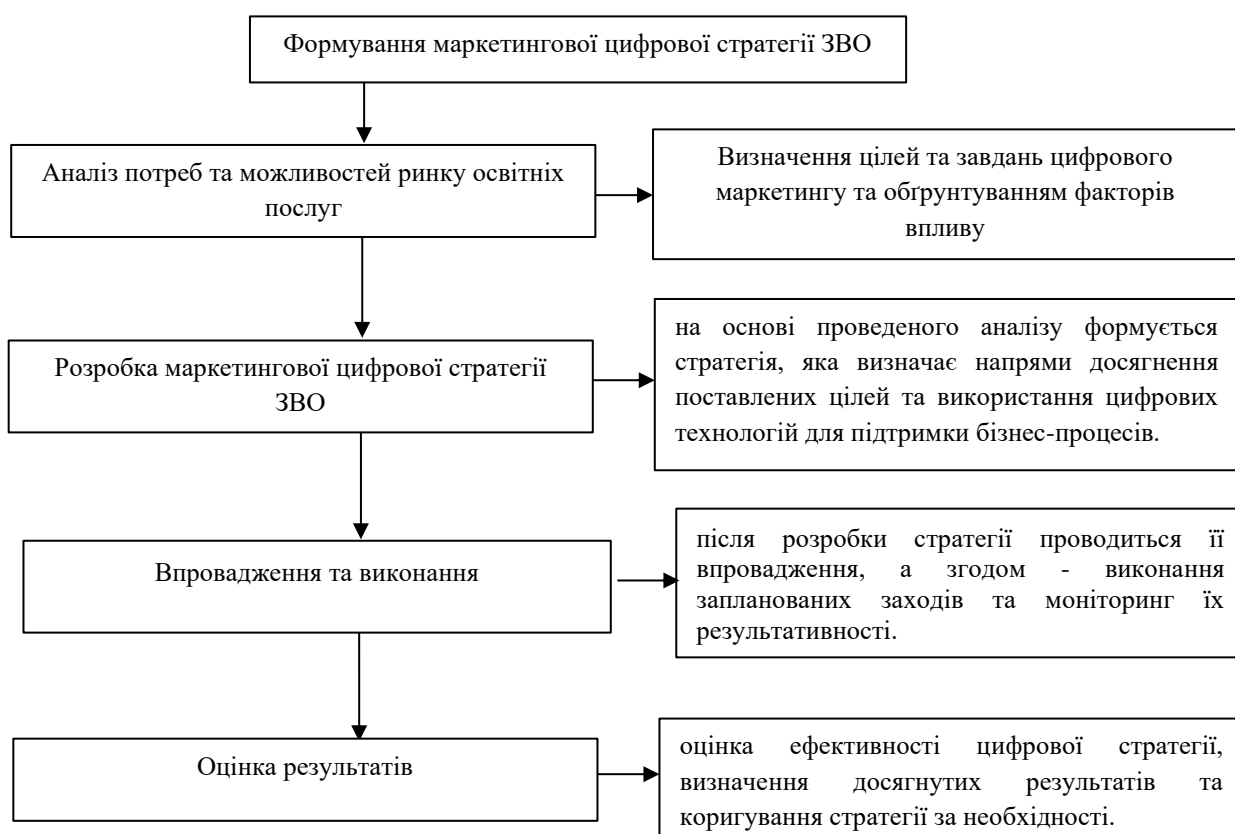 Формування маркетингової цифрової стратегії ЗВО
Аналіз потреб та можливостей ринку освітніх
послуг
Визначення цілей та завдань цифрового
маркетингу та обґрунтуванням факторів
впливу
Розробка маркетингової цифрової стратегії
ЗВО
на основі проведеного аналізу формується
стратегія, яка визначає напрями досягнення
поставлених цілей та використання цифрових
технологій для підтримки бізнес-процесів.
Впровадження та виконання
після розробки стратегії проводиться її
впровадження, а згодом - виконання
запланованих заходів та моніторинг їх
результативності.
Оцінка результатів
оцінка ефективності цифрової стратегії,
визначення досягнутих результатів та
коригування стратегії за необхідності.